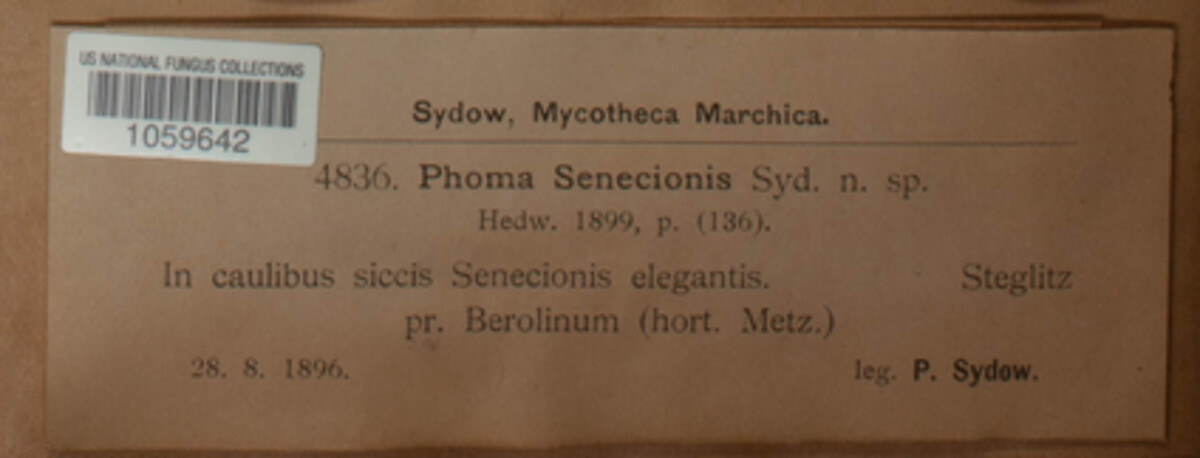 US NATIONAL FUNGUS COLLECTIONS
1059642
Sydow, Mycotheca Marchica.
4836. Phoma Senecionis Syd. n. sp.
Hedw. 1899, p. (136).
In caulibus siccis Senecionis elegantis. Steglitz
pr. Berolinum (hort. Metz.)
28. 8. 1896. leg. P. Sydow.